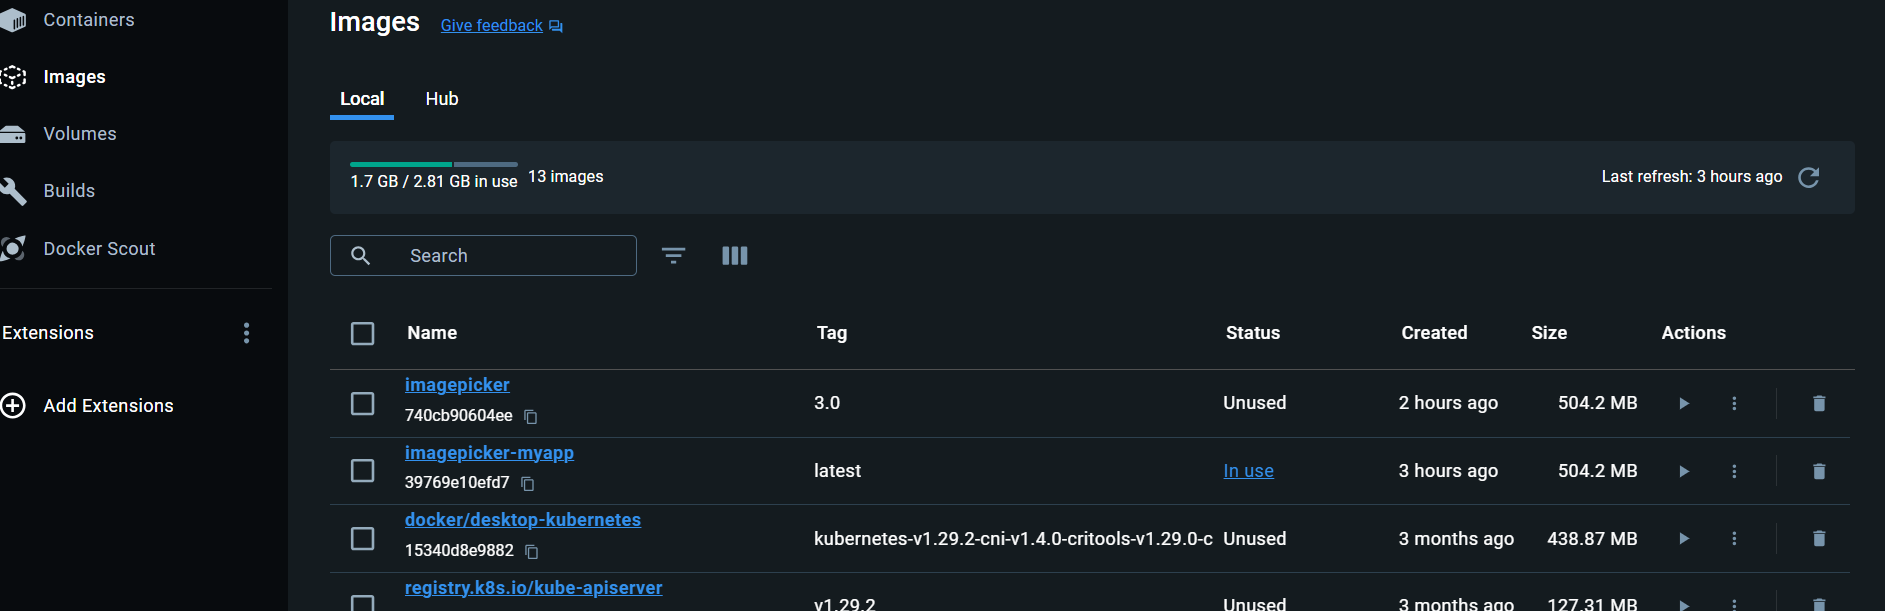 Containers
Images
Volumes
Builds
Docker Scout
Extensions
Add Extensions
Images Give feedback
Local Hub
1.7 GB / 2.81 GB in use 13 images Last refresh: 3 hours ago
Search
Name Tag Status Created Size Actions
imagepicker
740cb90604ee 3.0 Unused 2 hours ago 504.2 MB
imagepicker-myapp
39769e10efd7 latest In use 3 hours ago 504.2 MB
docker/desktop-kubernetes
15340d8e9882 kubernetes-v1.29.2-cni-v1.4.0-critools-v1.29.0-c Unused 3 months ago 438.87 MB
registry.k8s.io/kube-apiserver
v1.29.2 Unused 3 months ago 127.31 MB